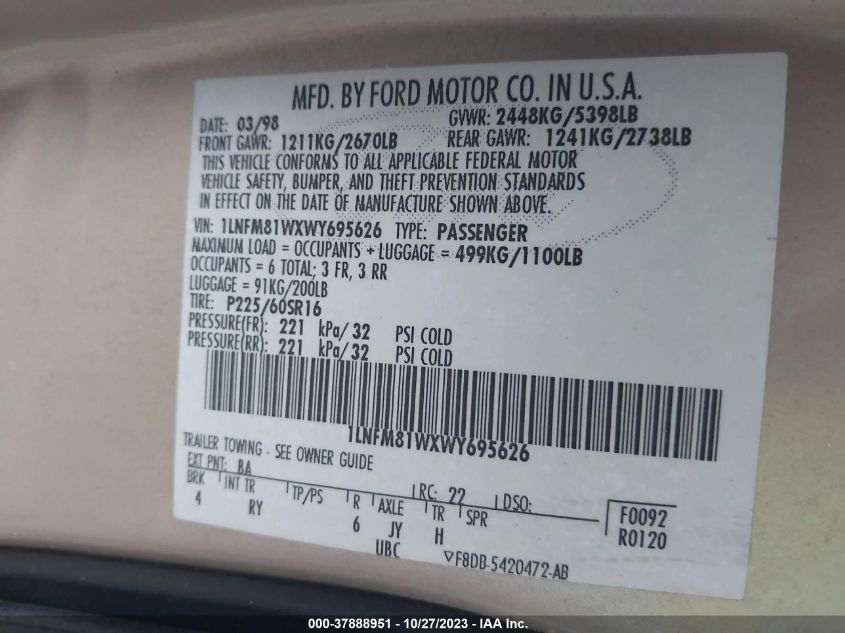 MFD. BY FORD MOTOR CO. IN U.S.A.
DATE: 03/98 GVWR: 2448KG/5398LB
FRONT GAWR: 1211KG/2670LB REAR GAWR: 1241KG/2738LB
THIS VEHICLE CONFORMS TO ALL APPLICABLE FEDERAL MOTOR
VEHICLE SAFETY, BUMPER, AND THEFT PREVENTION STANDARDS
IN EFFECT ON THE DATE OF MANUFACTURE SHOWN ABOVE.
VIN: 1LNFM81WXWY695626 TYPE: PASSENGER
MAXIMUM LOAD = OCCUPANTS + LUGGAGE = 499KG/1100LB
OCCUPANTS = 6 TOTAL; 3 FR, 3 RR
LUGGAGE = 91KG/200LB
TIRE: P225/60SR16
PRESSURE(FR): 221 kPa/32 PSI COLD
PRESSURE(RR): 221 kPa/32 PSI COLD
1LNFM81WXWY695626
TRAILER TOWING - SEE OWNER GUIDE
EXT PNT: BA RC: 22 DSO:
BRK INT TR TP/PS R AXLE TR SPR F0092
4 RY 6 JY H R0120
UBC ▽F8DB-5420472-AB
000-37888951 | 10/27/2023 - IAA Inc.